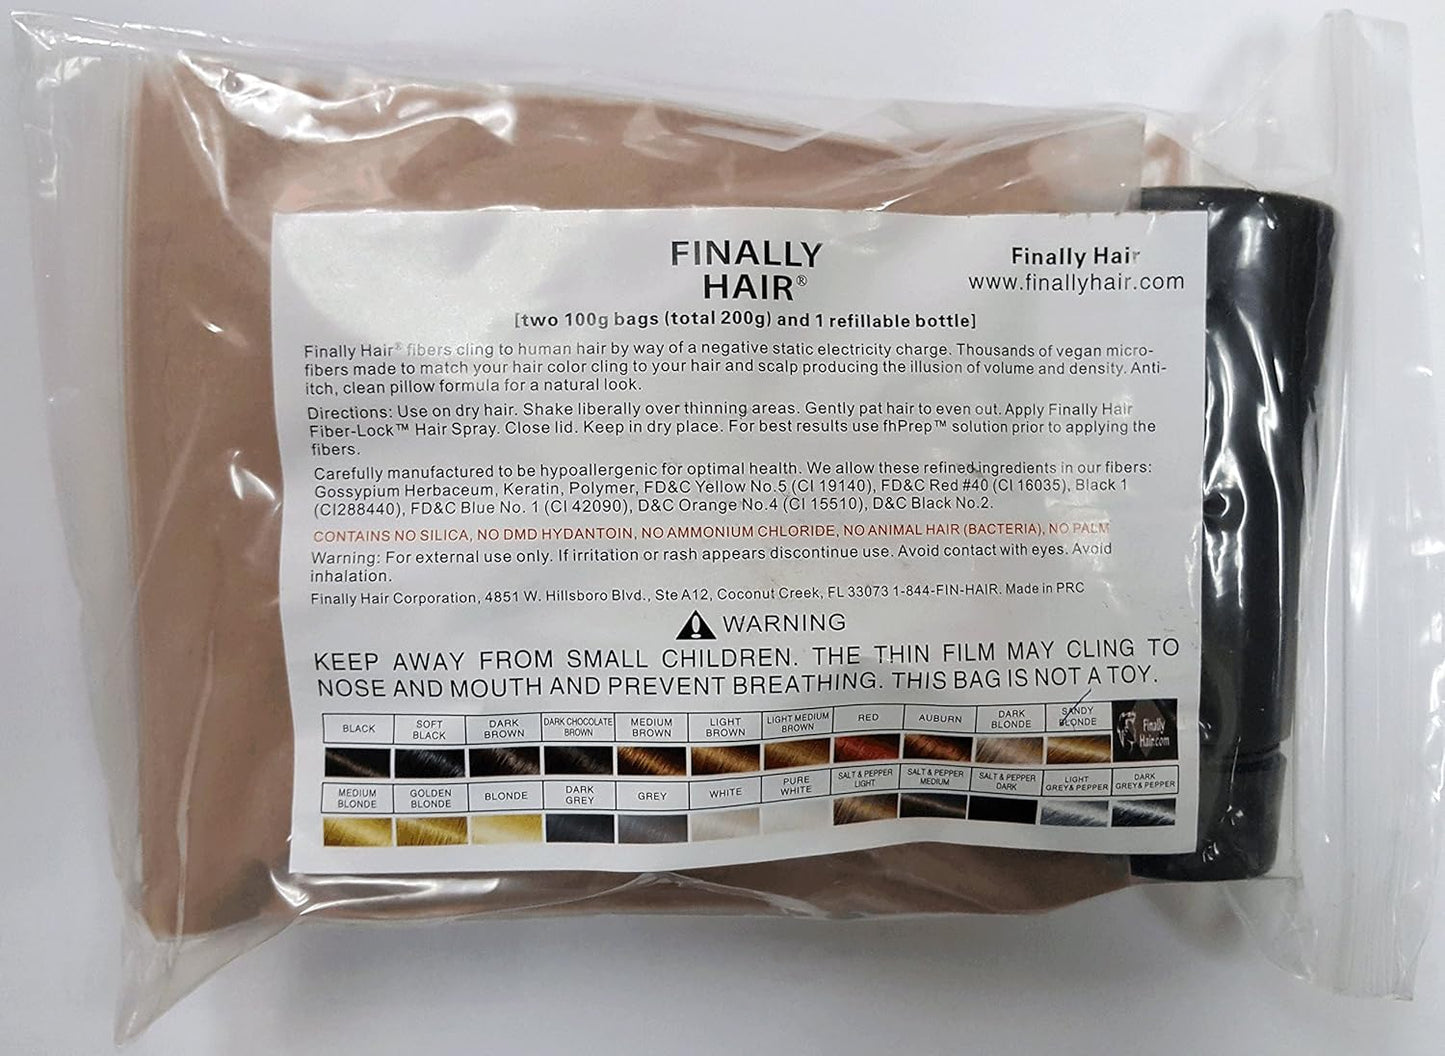 FINALLY
HAIR®
Finally Hair
www.finallyhair.com
[two 100g bags (total 200g) and 1 refillable bottle]
Finally Hair® fibers cling to human hair by way of a negative static electricity charge. Thousands of vegan micro-
fibers made to match your hair color cling to your hair and scalp producing the illusion of volume and density. Anti-
itch, clean pillow formula for a natural look.
Directions: Use on dry hair. Shake liberally over thinning areas. Gently pat hair to even out. Apply Finally Hair
Fiber-Lock™ Hair Spray. Close lid. Keep in dry place. For best results use fhPrep™ solution prior to applying the
fibers.
Carefully manufactured to be hypoallergenic for optimal health. We allow these refined ingredients in our fibers:
Gossypium Herbaceum, Keratin, Polymer, FD&C Yellow No.5 (CI 19140), FD&C Red #40 (CI 16035), Black 1
(CI288440), FD&C Blue No. 1 (CI 42090), D&C Orange No.4 (CI 15510), D&C Black No.2.
CONTAINS NO SILICA, NO DMD HYDANTOIN, NO AMMONIUM CHLORIDE, NO ANIMAL HAIR (BACTERIA), NO PALM
Warning: For external use only. If irritation or rash appears discontinue use. Avoid contact with eyes. Avoid
inhalation.
Finally Hair Corporation, 4851 W. Hillsboro Blvd., Ste A12, Coconut Creek, FL 33073 1-844-FIN-HAIR. Made in PRC
WARNING
KEEP AWAY FROM SMALL CHILDREN. THE THIN FILM MAY CLING TO
NOSE AND MOUTH AND PREVENT BREATHING. THIS BAG IS NOT A TOY.
BLACK
SOFT
BLACK
DARK
BROWN
DARK CHOCOLATE
BROWN
MEDIUM
BROWN
LIGHT
BROWN
LIGHT MEDIUM
BROWN
RED
AUBURN
DARK
BLONDE
SANDY
BLONDE
Finally
Hair.com
MEDIUM
BLONDE
GOLDEN
BLONDE
BLONDE
DARK
GREY
GREY
WHITE
PURE
WHITE
SALT & PEPPER
LIGHT
SALT & PEPPER
MEDIUM
SALT & PEPPER
DARK
LIGHT
GREY & PEPPER
DARK
GREY & PEPPER